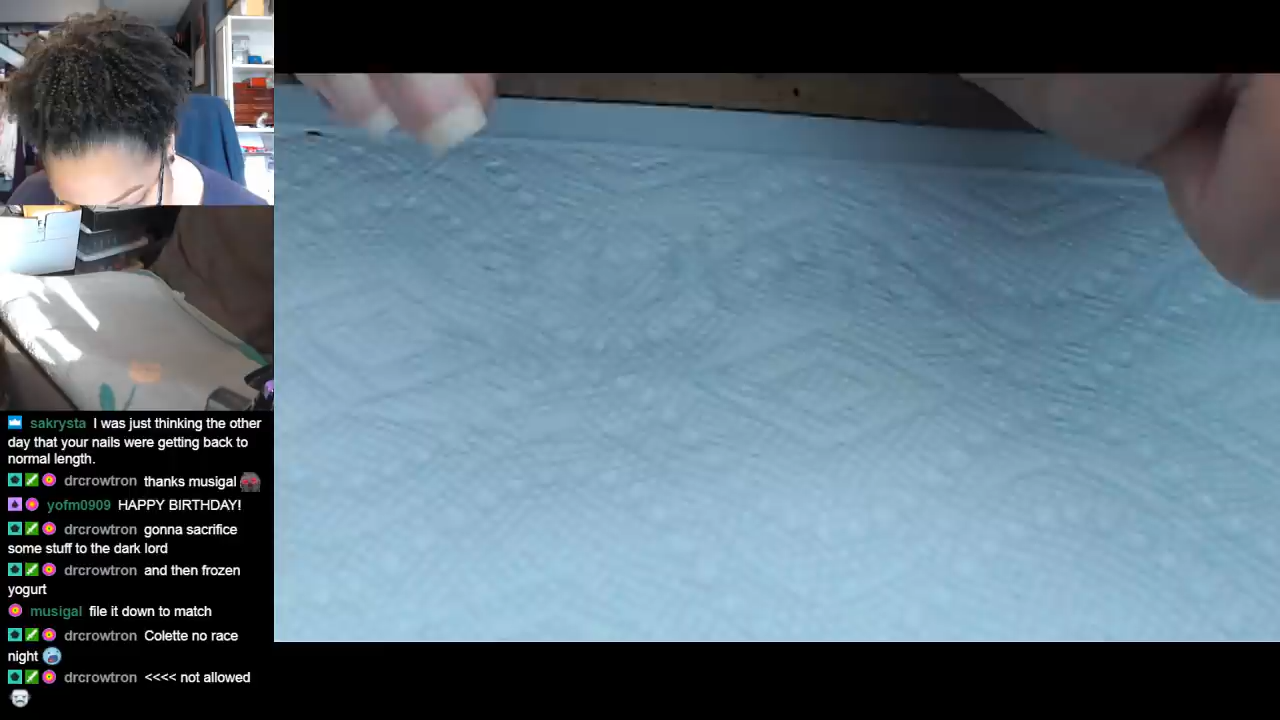 sakrysta I was just thinking the other
day that your nails were getting back to
normal length.
drcrowtron thanks musigal
yofm0909 HAPPY BIRTHDAY!
drcrowtron gonna sacrifice
some stuff to the dark lord
drcrowtron and then frozen
yogurt
musigal file it down to match
drcrowtron Colette no race
night
drcrowtron <<<< not allowed